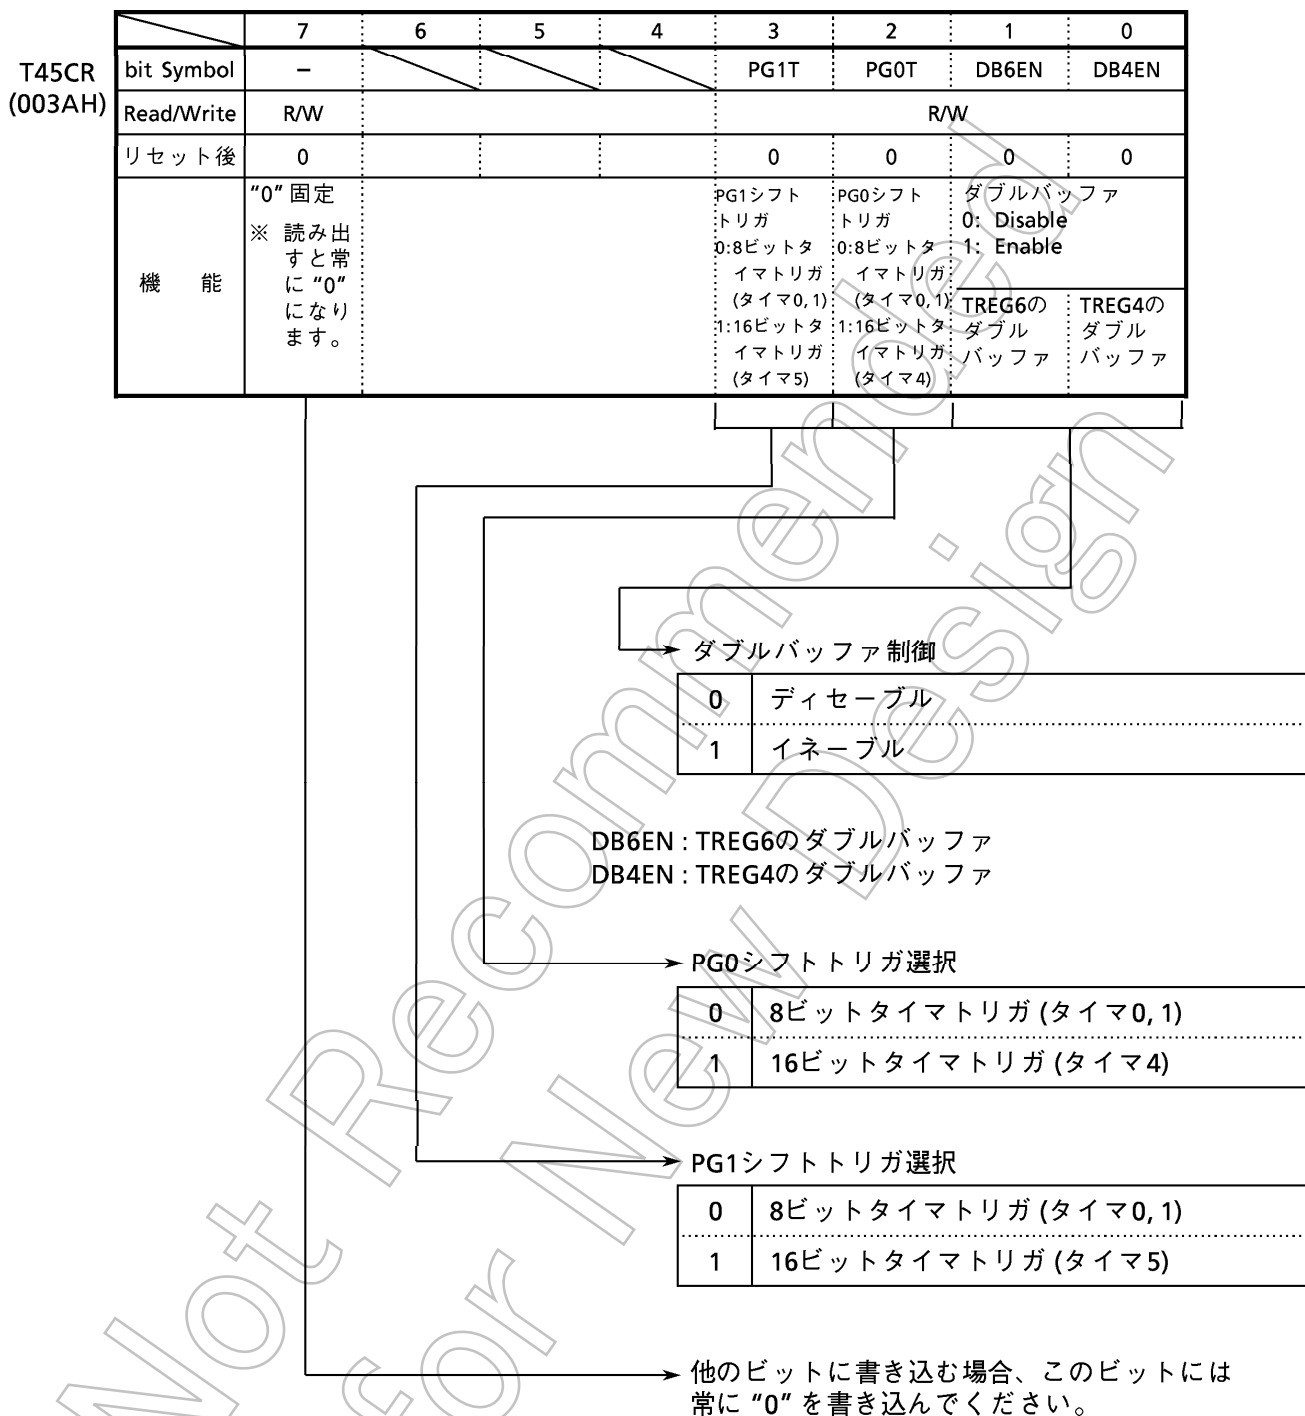 7 6 5 4 3 2 1 0
T45CR
(003AH)
bit Symbol – PG1T PG0T DB6EN DB4EN
Read/Write R/W R/W
リセット後 0 0 0 0 0
機 能
“0” 固定
※ 読み出
すと常
に “0”
になり
ます。
PG1シフト
トリガ
0:8ビットタ
イマトリガ
(タイマ0, 1)
1:16ビットタ
イマトリガ
(タイマ5)
PG0シフト
トリガ
0:8ビットタ
イマトリガ
(タイマ0, 1)
1:16ビットタ
イマトリガ
(タイマ4)
ダブルバッファ
0: Disable
1: Enable
TREG6の
ダブル
バッファ
TREG4の
ダブル
バッファ
ダブルバッファ制御
0 ディセーブル
1 イネーブル
DB6EN : TREG6のダブルバッファ
DB4EN : TREG4のダブルバッファ
PG0シフトトリガ選択
0 8ビットタイマトリガ (タイマ0, 1)
1 16ビットタイマトリガ (タイマ4)
PG1シフトトリガ選択
0 8ビットタイマトリガ (タイマ0, 1)
1 16ビットタイマトリガ (タイマ5)
他のビットに書き込む場合、このビットには
常に “0” を書き込んでください。
Not Recommended
for New Design